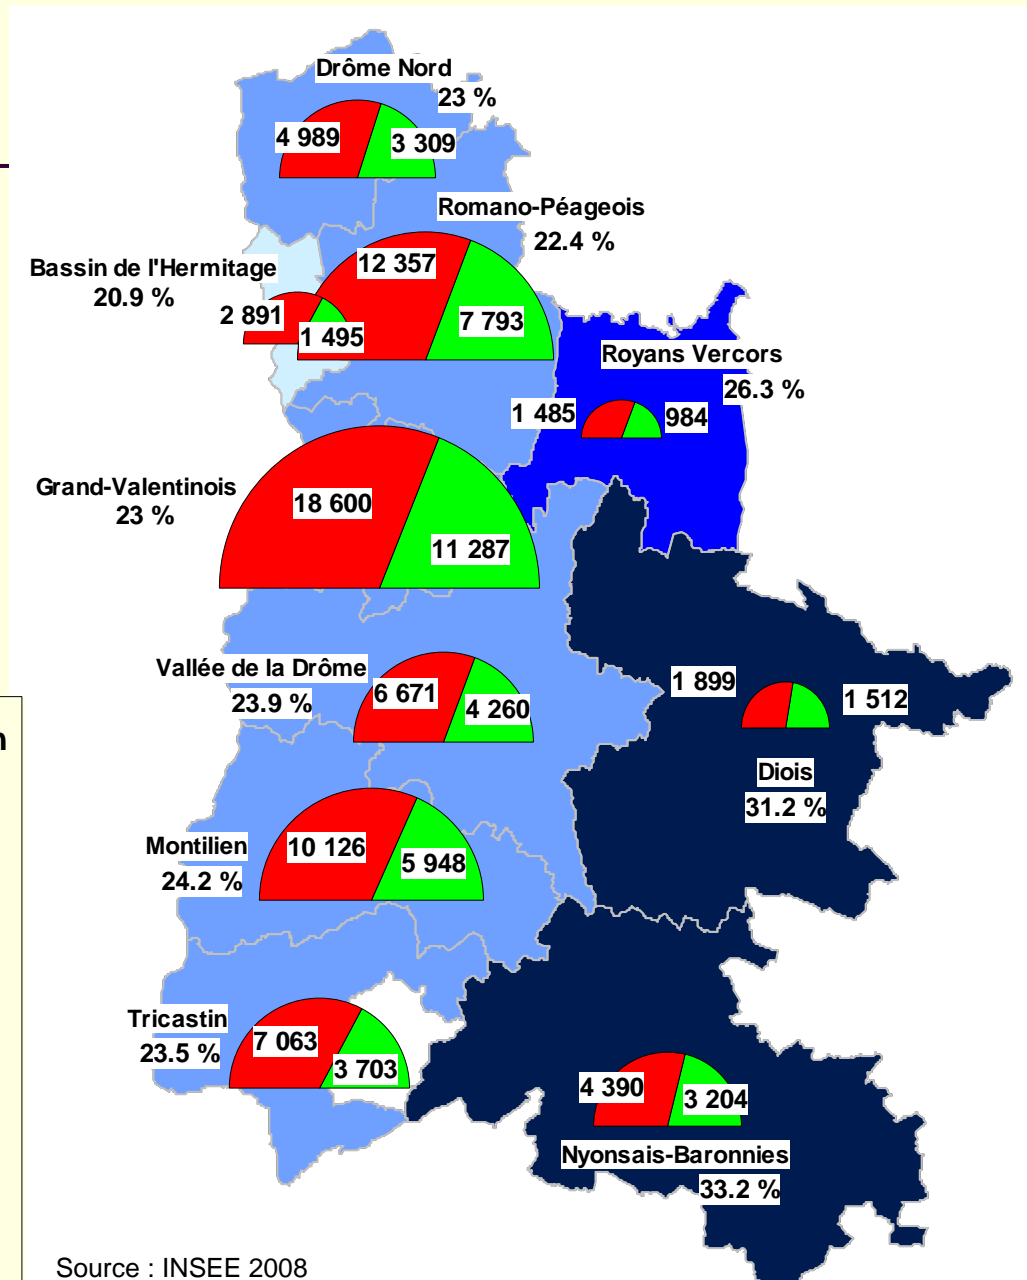 Drôme Nord
23 %
4 989
3 309
Romano-Péageois
22.4 %
12 357
7 793
Bassin de l'Hermitage
20.9 %
2 891
1 495
Royans Vercors
26.3 %
1 485
984
Grand-Valentinois
23 %
18 600
11 287
Vallée de la Drôme
23.9 %
6 671
4 260
1 899
1 512
Diois
31.2 %
Montilien
24.2 %
10 126
5 948
Tricastin
23.5 %
7 063
3 703
4 390
3 204
Nyonsais-Baronnies
33.2 %
Source : INSEE 2008